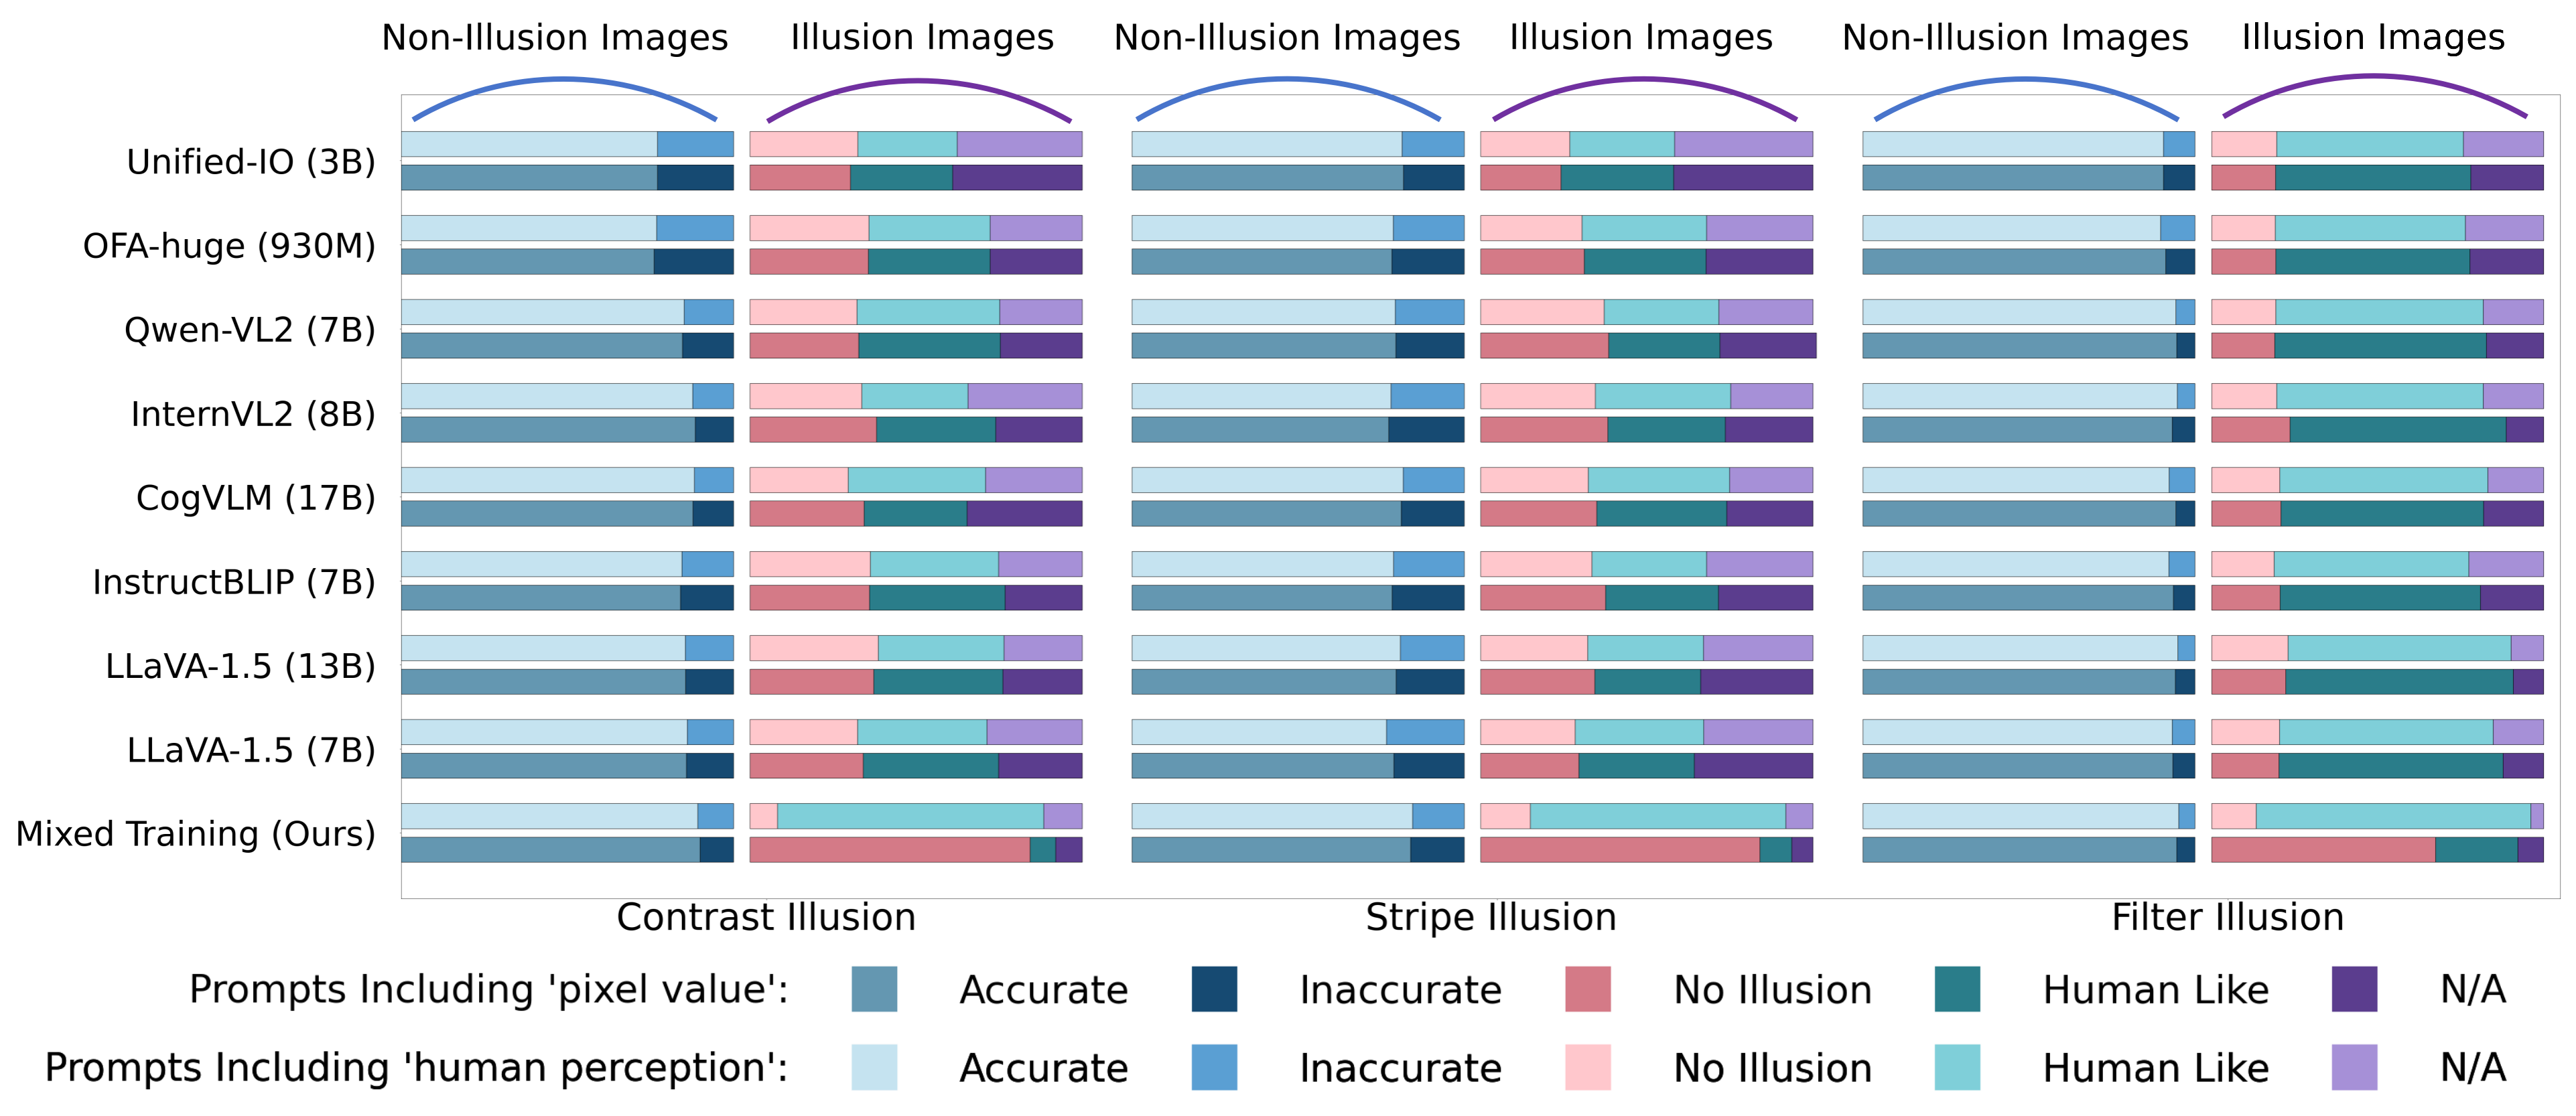 Non-Illusion Images Illusion Images Non-Illusion Images Illusion Images Non-Illusion Images Illusion Images
Unified-IO (3B)
OFA-huge (930M)
Qwen-VL2 (7B)
InternVL2 (8B)
CogVLM (17B)
InstructBLIP (7B)
LLaVA-1.5 (13B)
LLaVA-1.5 (7B)
Mixed Training (Ours)
Contrast Illusion Stripe Illusion Filter Illusion
Prompts Including 'pixel value': Accurate Inaccurate No Illusion Human Like N/A
Prompts Including 'human perception': Accurate Inaccurate No Illusion Human Like N/A